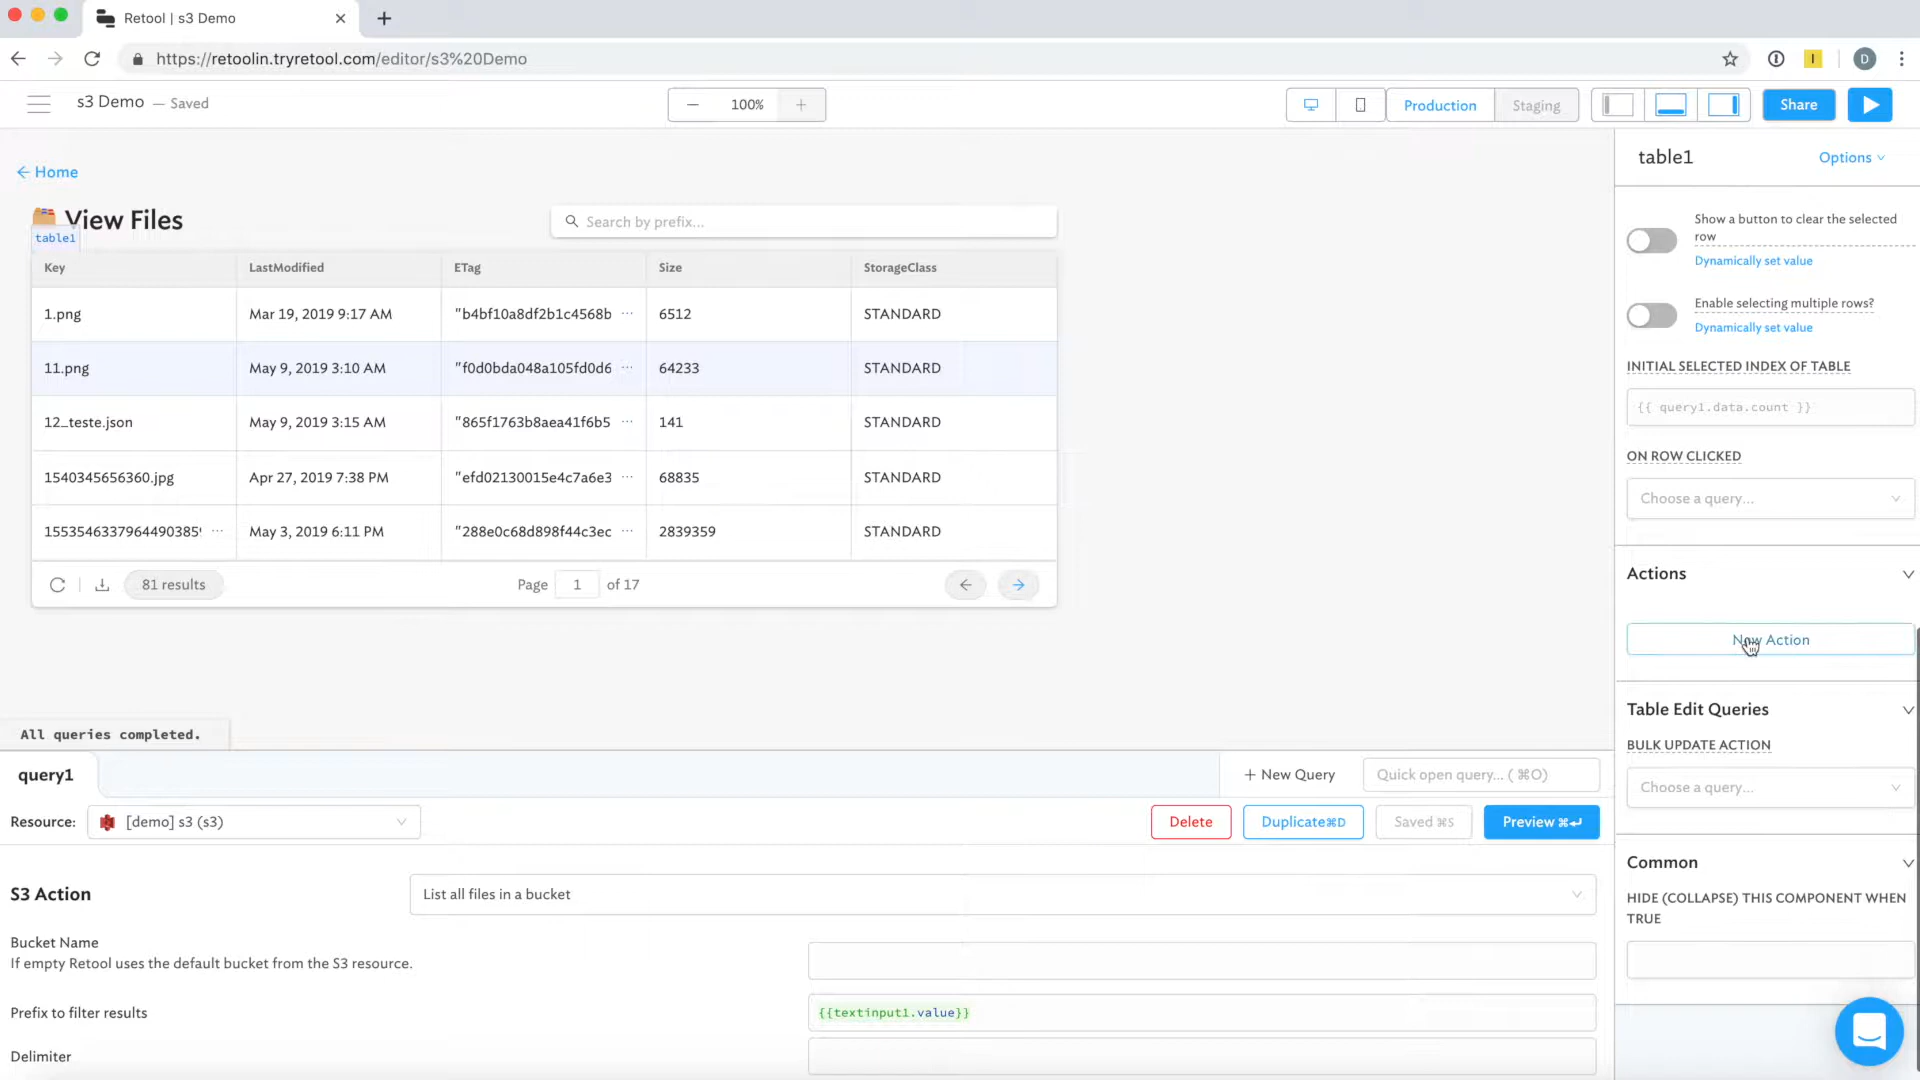 Retool | s3 Demo
https://retoolin.tryretool.com/editor/s3%20Demo
I
D
s3 Demo — Saved
100%
Production
Staging
Share
Home
View Files
Search by prefix...
table1
Key
LastModified
ETag
Size
StorageClass
1.png
Mar 19, 2019 9:17 AM
"b4bf10a8df2b1c4568b ...
6512
STANDARD
11.png
May 9, 2019 3:10 AM
"f0d0bda048a105fd0d6 ...
64233
STANDARD
12_teste.json
May 9, 2019 3:15 AM
"865f1763b8aea41f6b5 ...
141
STANDARD
1540345656360.jpg
Apr 27, 2019 7:38 PM
"efd02130015e4c7a6e3 ...
68835
STANDARD
15535463379644903859 ...
May 3, 2019 6:11 PM
"288e0c68d898f44c3ec ...
2839359
STANDARD
81 results
Page 1 of 17
All queries completed.
query1
+ New Query
Quick open query... ( ⌘O)
Resource:
[demo] s3 (s3)
Delete
Duplicate⌘D
Saved ⌘S
Preview ⌘↵
S3 Action
List all files in a bucket
Bucket Name
If empty Retool uses the default bucket from the S3 resource.
Prefix to filter results
{{textinput1.value}}
Delimiter
table1
Options
Show a button to clear the selected
row
Dynamically set value
Enable selecting multiple rows?
Dynamically set value
INITIAL SELECTED INDEX OF TABLE
{{ query1.data.count }}
ON ROW CLICKED
Choose a query...
Actions
New Action
Table Edit Queries
BULK UPDATE ACTION
Choose a query...
Common
HIDE (COLLAPSE) THIS COMPONENT WHEN
TRUE